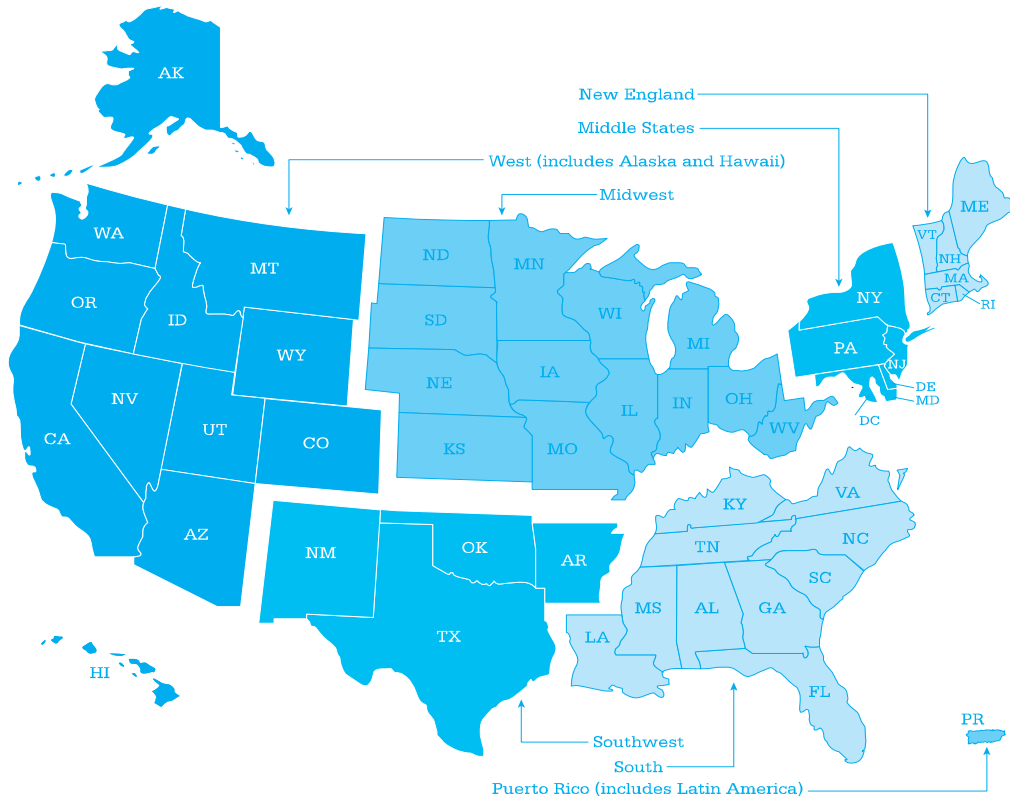 AK
New England
Middle States
West (includes Alaska and Hawaii)
Midwest
ME
VT
WA
ND
MN
NH
MT
MA
OR
NY
CT
RI
ID
SD
WI
MI
PA
WY
NJ
IA
NE
DE
NV
OH
MD
IL
IN
DC
UT
WV
CA
CO
KS
MO
VA
KY
AZ
NC
OK
TN
NM
AR
SC
MS
AL
GA
TX
LA
HI
FL
PR
Southwest
South
Puerto Rico (includes Latin America)